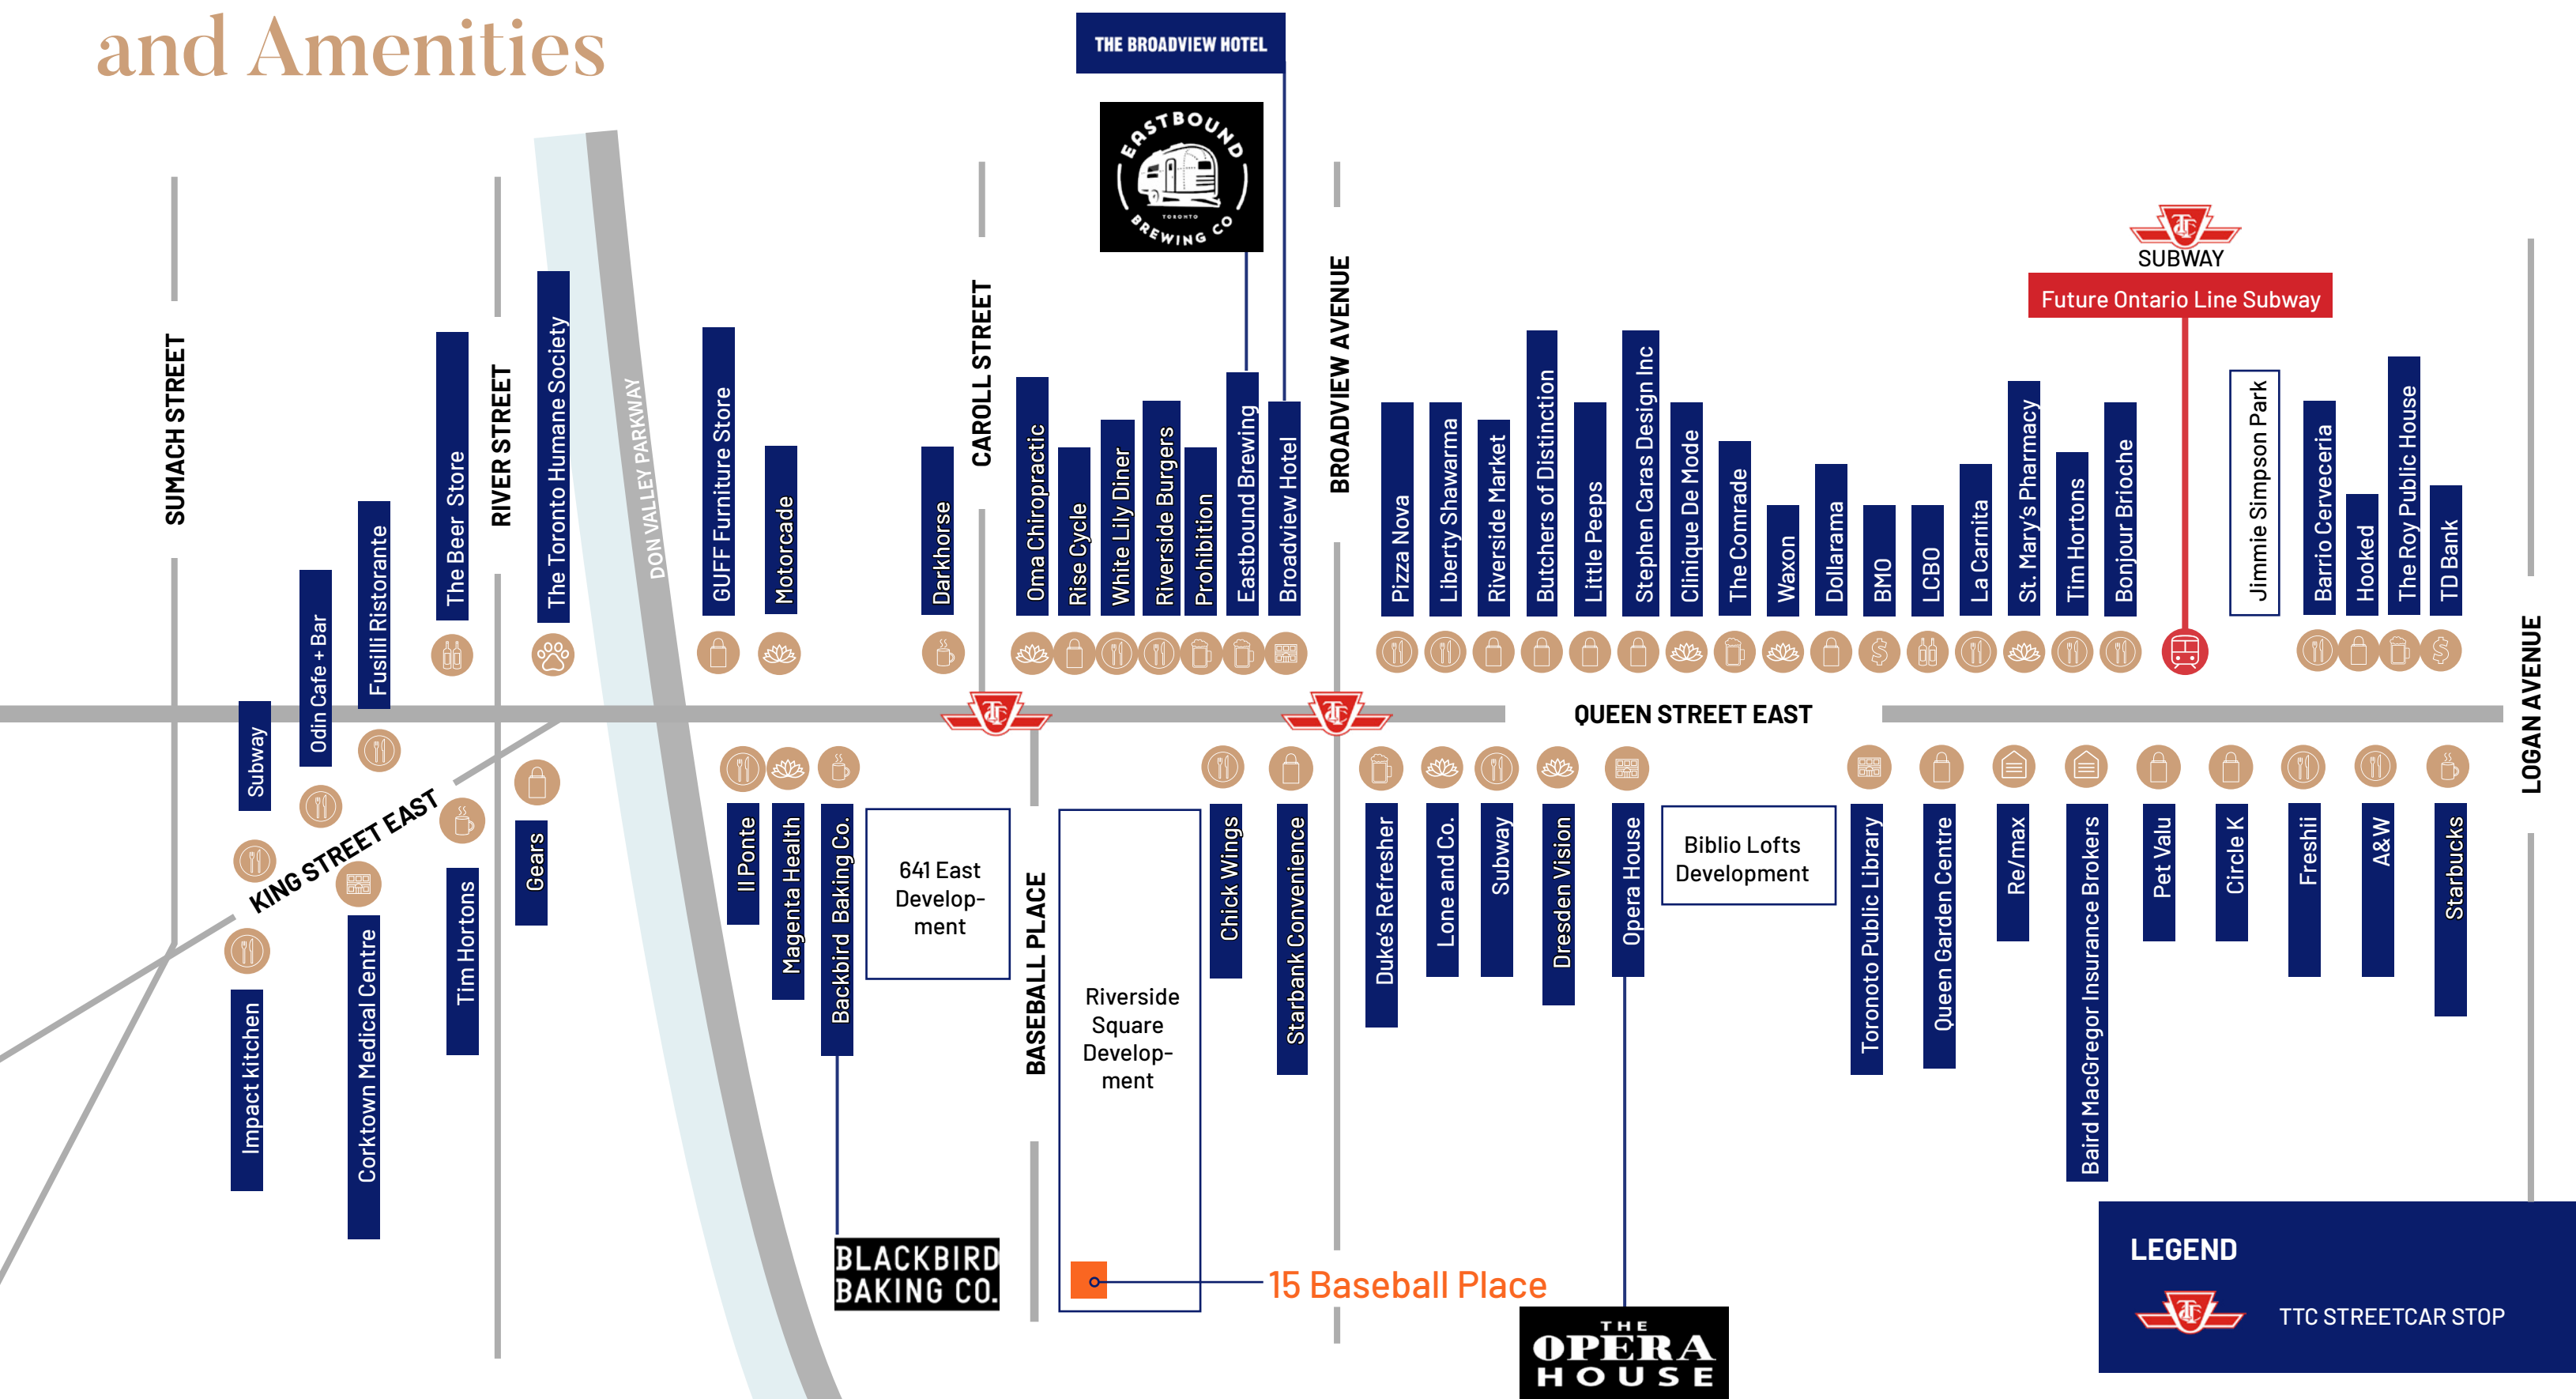 and Amenities
THE BROADVIEW HOTEL
EASTBOUND
TORONTO
BREWING CO
SUBWAY
Future Ontario Line Subway
SUMACH STREET
RIVER STREET
DON VALLEY PARKWAY
CAROLL STREET
BROADVIEW AVENUE
LOGAN AVENUE
Subway
Odin Cafe + Bar
Fusilli Ristorante
The Beer Store
The Toronto Humane Society
GUFF Furniture Store
Motorcade
Darkhorse
Oma Chiropractic
Rise Cycle
White Lily Diner
Riverside Burgers
Prohibition
Eastbound Brewing
Broadview Hotel
Pizza Nova
Liberty Shawarma
Riverside Market
Butchers of Distinction
Little Peeps
Stephen Caras Design Inc
Clinique De Mode
The Comrade
Waxon
Dollarama
BMO
LCBO
La Carnita
St. Mary's Pharmacy
Tim Hortons
Bonjour Brioche
Jimmie Simpson Park
Barrio Cerveceria
Hooked
The Roy Public House
TD Bank
QUEEN STREET EAST
KING STREET EAST
Impact kitchen
Corktown Medical Centre
Tim Hortons
Gears
Il Ponte
Magenta Health
Backbird Baking Co.
641 East
Develop-
ment
BASEBALL PLACE
Riverside
Square
Develop-
ment
Chick Wings
Starbank Convenience
Duke's Refresher
Lone and Co.
Subway
Dresden Vision
Opera House
Biblio Lofts
Development
Toronoto Public Library
Queen Garden Centre
Re/max
Baird MacGregor Insurance Brokers
Pet Valu
Circle K
Freshii
A&W
Starbucks
BLACKBIRD
BAKING CO.
15 Baseball Place
THE
OPERA
HOUSE
LEGEND
TTC STREETCAR STOP